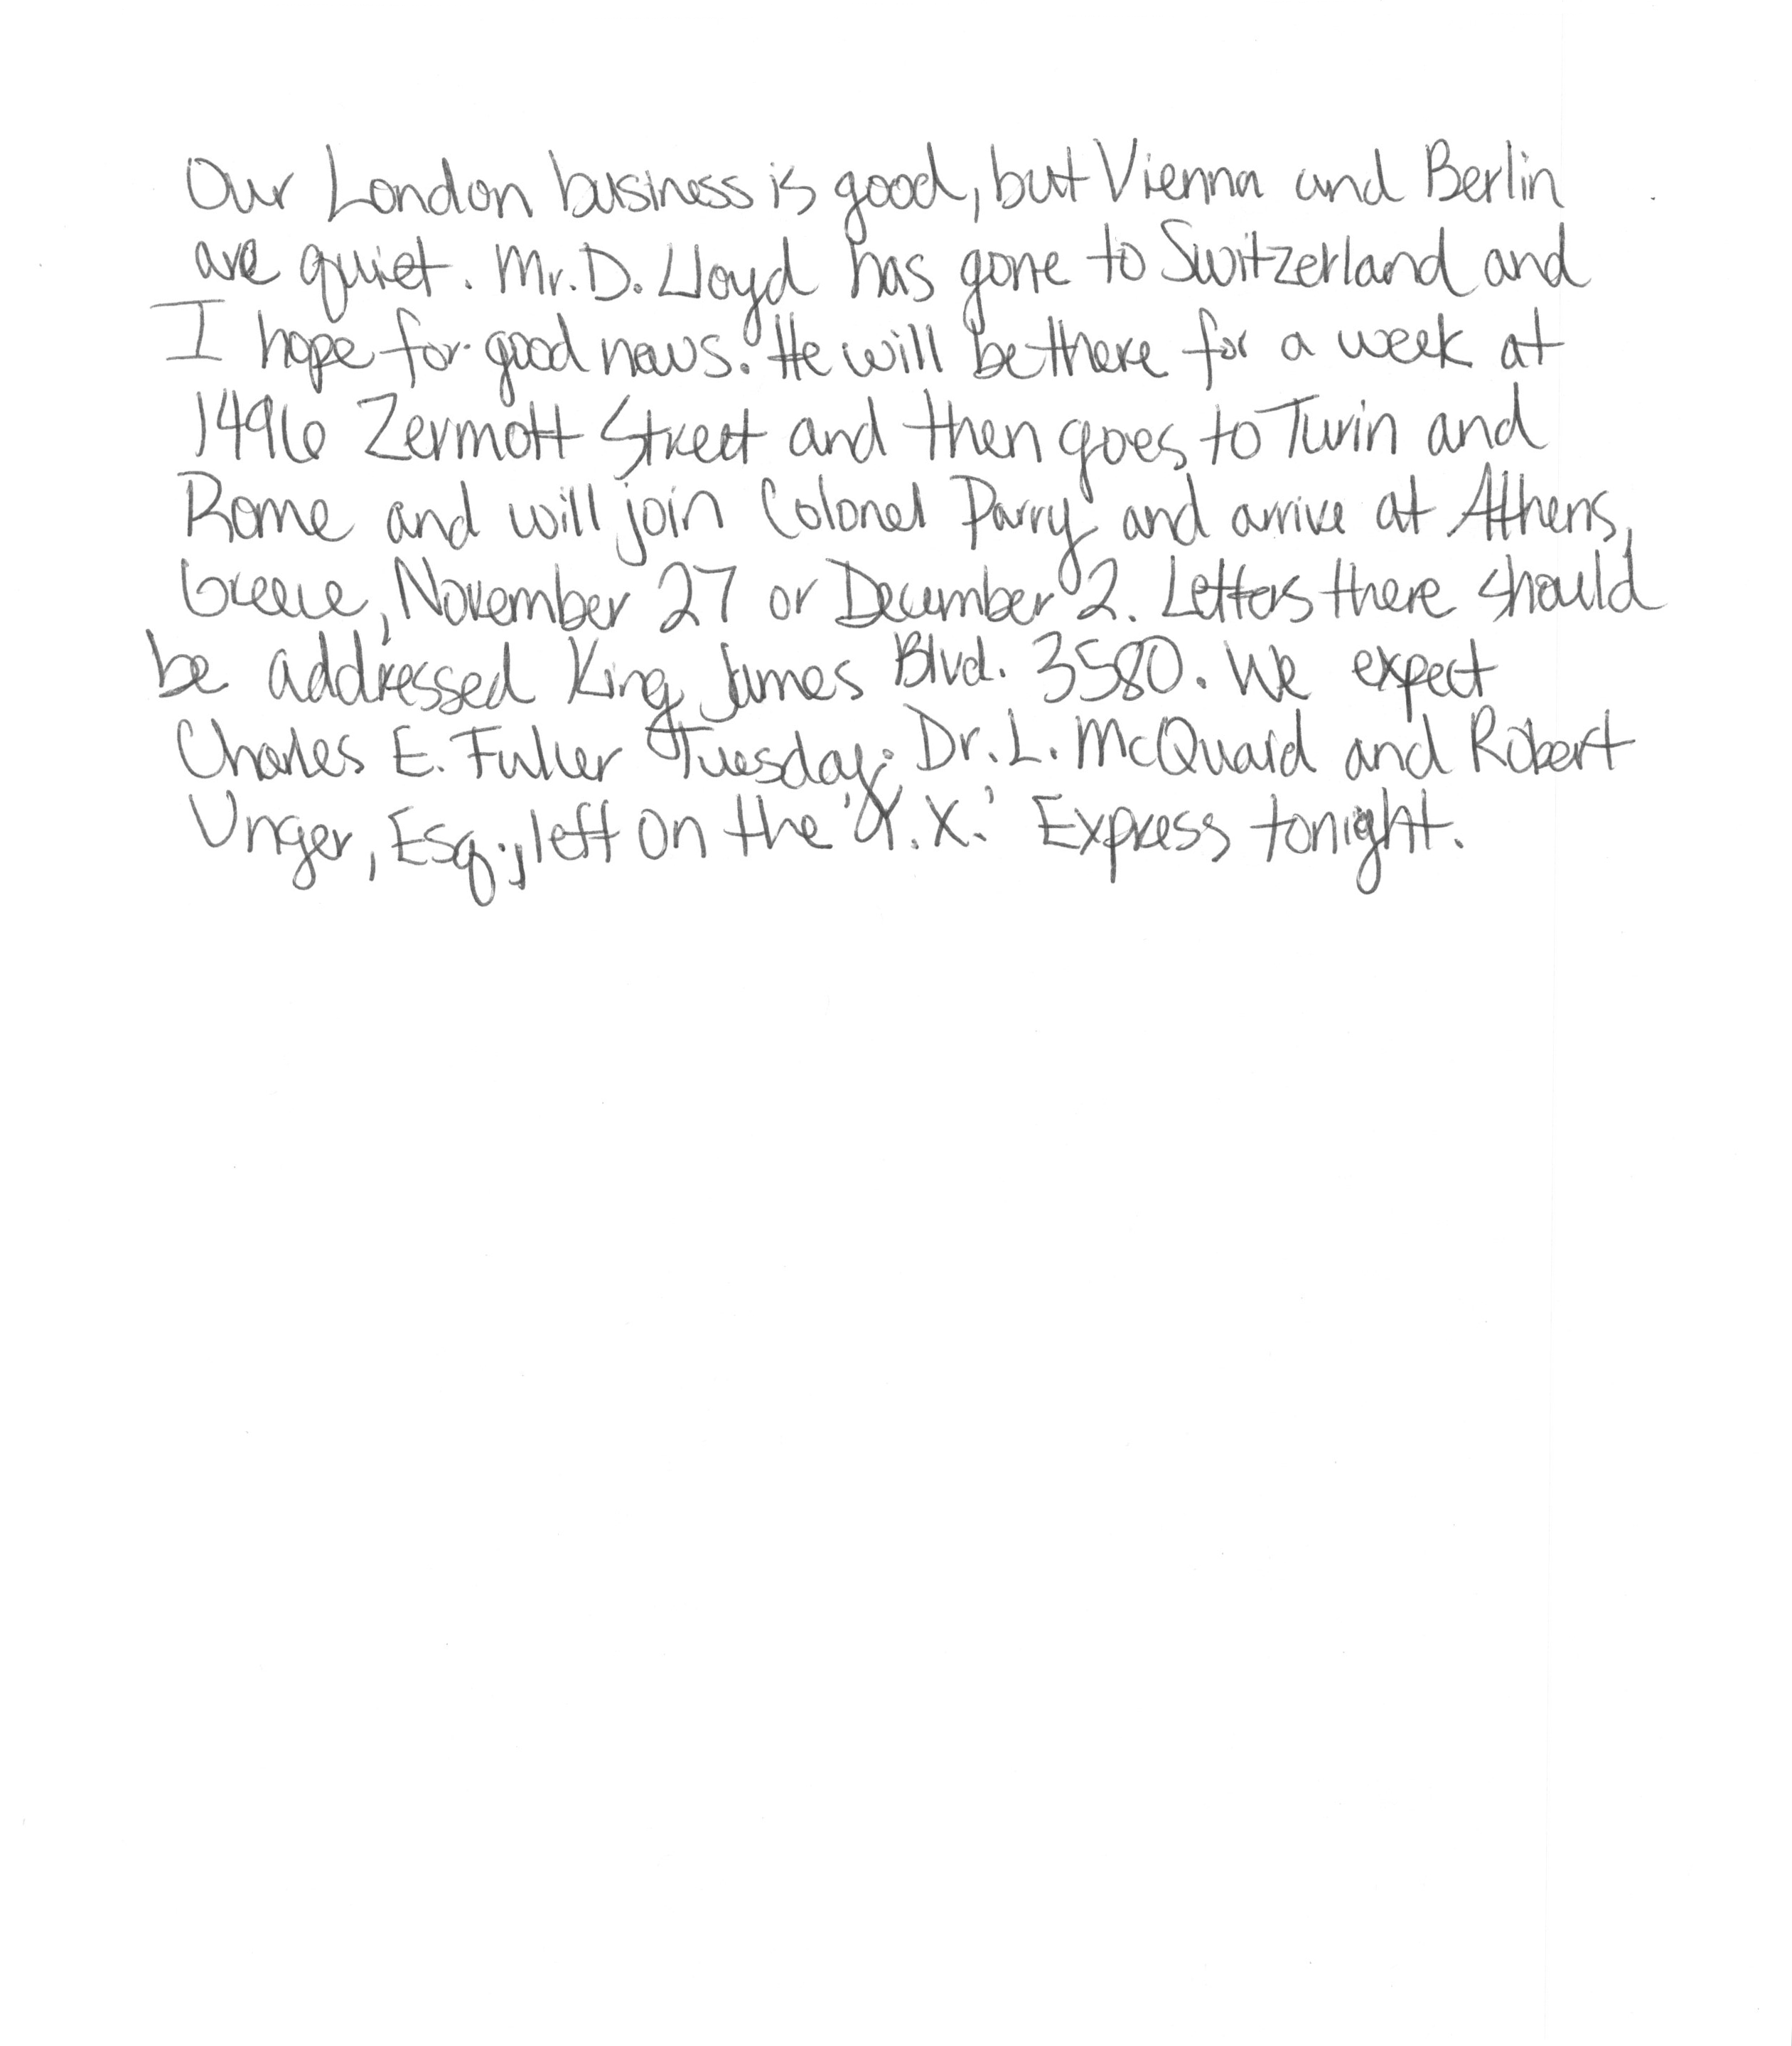 Our London business is good, but Vienna and Berlin
are quiet. Mr. D. Lloyd has gone to Switzerland and
I hope for good news. He will be there for a week at
1496 Zermott Street and then goes to Turin and
Rome and will join Colonel Parry and arrive at Athens,
Greece, November 27 or December 2. Letters there should
be addressed King James Blvd. 3580. We expect
Charles E. Fuller Tuesday. Dr. L. McQuaid and Robert
Unger, Esq., left on the 'Y.X.' Express tonight.